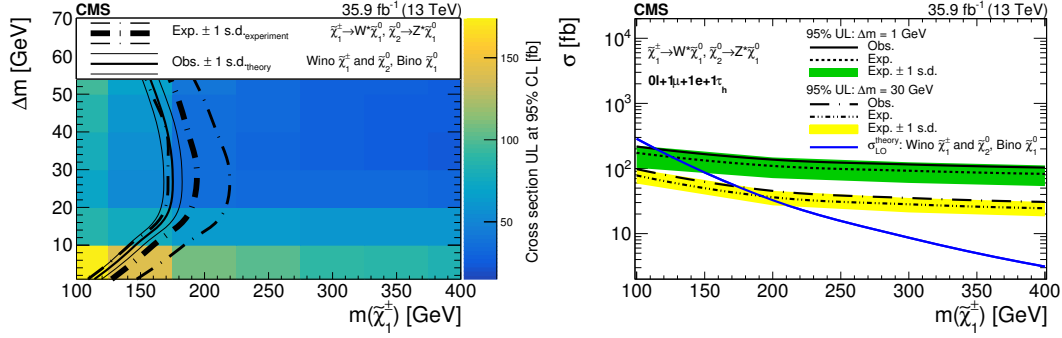 CMS 35.9 fb⁻¹ (13 TeV)
Δm [GeV]
70
60
50
40
30
20
10
Exp. ± 1 s.d.experiment χ̃₁± →W*χ̃₁⁰, χ̃₂⁰→Z*χ̃₁⁰
Obs. ± 1 s.d.theory Wino χ̃₁± and χ̃₂⁰, Bino χ̃₁⁰
100 150 200 250 300 350 400
m(χ̃₁±) [GeV]
150
100
50
Cross section UL at 95% CL [fb]
CMS 35.9 fb⁻¹ (13 TeV)
σ [fb]
10⁴
10³
10²
10
1
χ̃₁± →W*χ̃₁⁰, χ̃₂⁰→Z*χ̃₁⁰
0l+1μ+1e+1τh
95% UL: Δm = 1 GeV
Obs.
Exp.
Exp. ± 1 s.d.
95% UL: Δm = 30 GeV
Obs.
Exp.
Exp. ± 1 s.d.
σLO theory: Wino χ̃₁± and χ̃₂⁰, Bino χ̃₁⁰
100 150 200 250 300 350 400
m(χ̃₁±) [GeV]